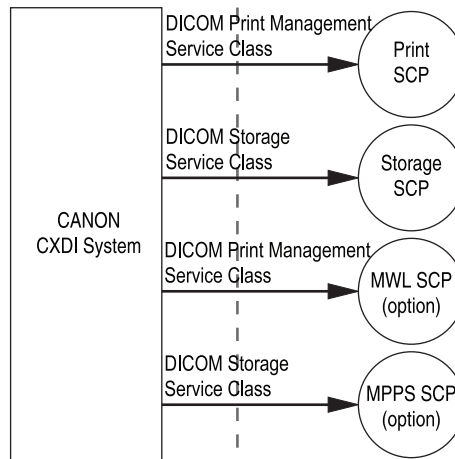 DICOM Print Management
Service Class
Print
SCP
DICOM Storage
Service Class
Storage
SCP
CANON
CXDI System
DICOM Print Management
Service Class
MWL SCP
(option)
DICOM Storage
Service Class
MPPS SCP
(option)